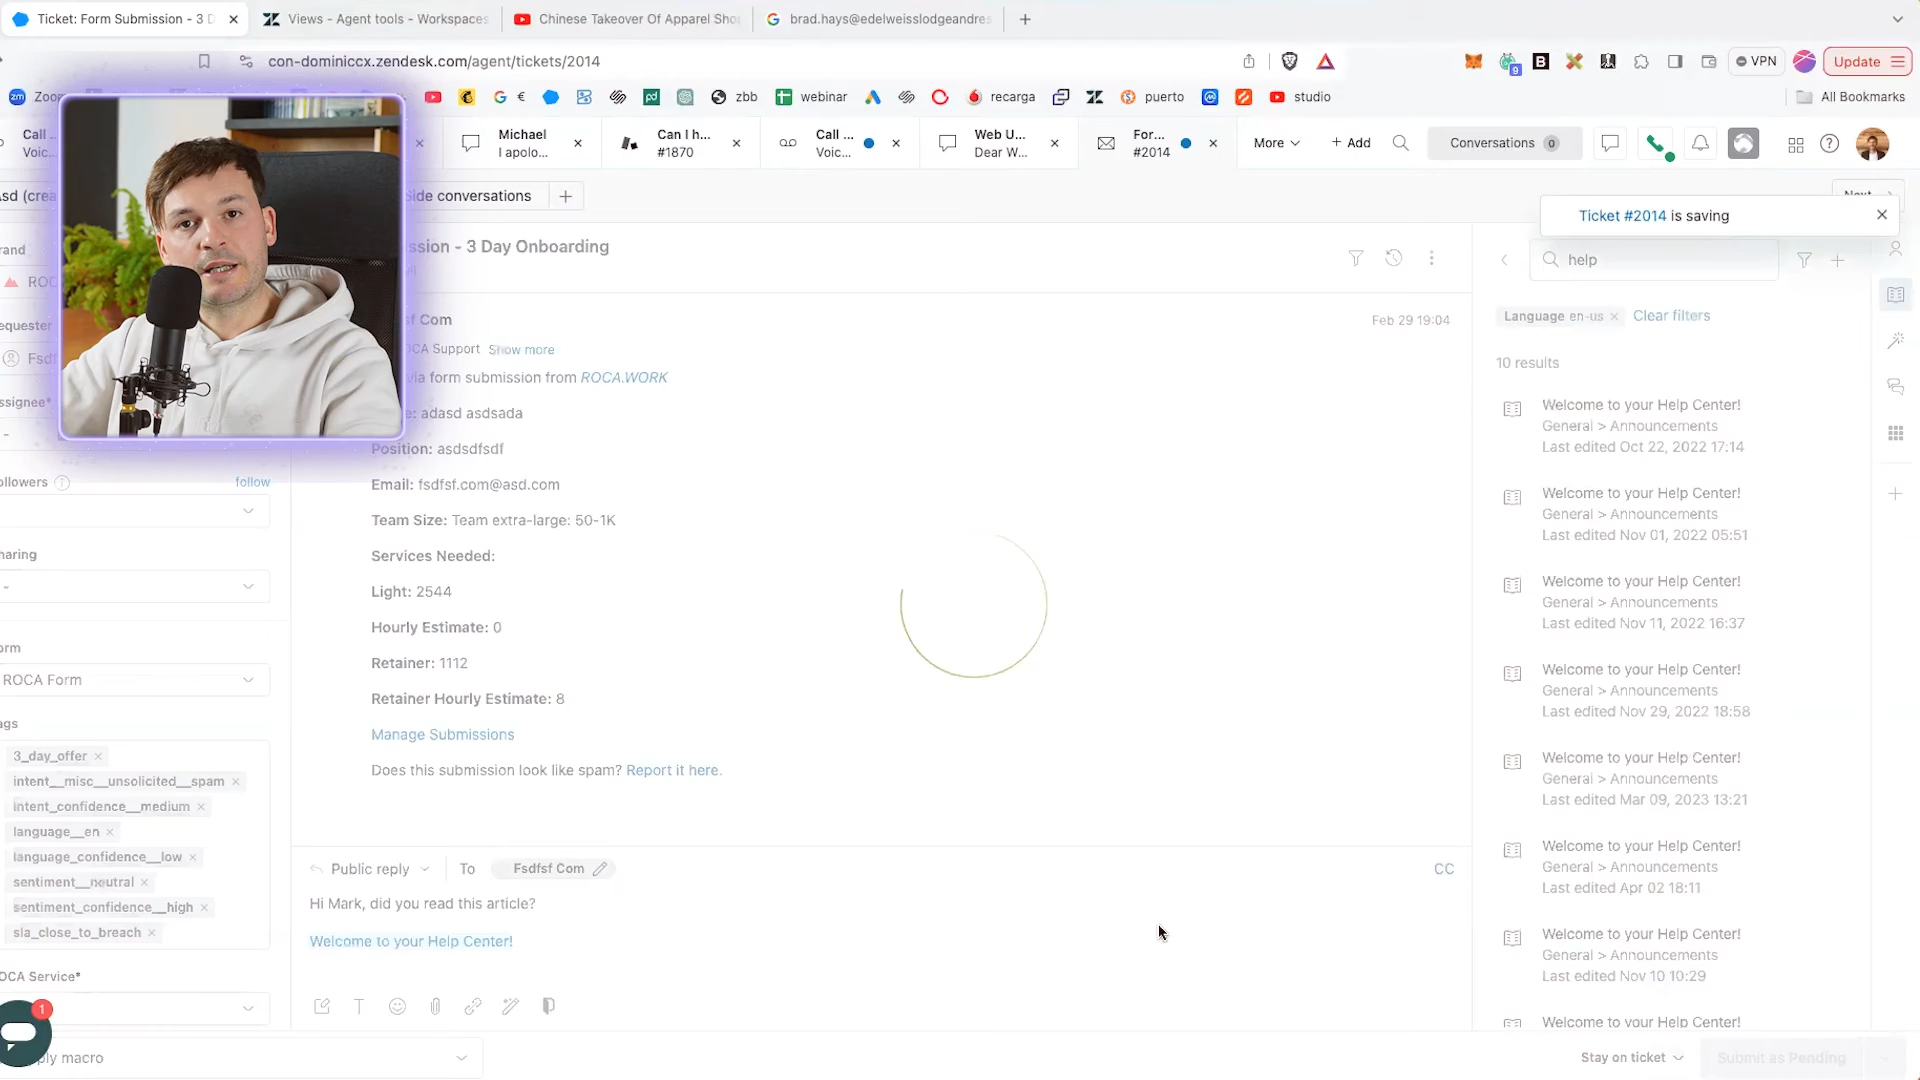 Ticket: Form Submission - 3 D
Views - Agent tools - Workspaces
Chinese Takeover Of Apparel Sho
brad.hays@edelweisslodgeandres
con-dominiccx.zendesk.com/agent/tickets/2014
9
VPN
Update
zm
Zoo
€
pd
zbb
webinar
recarga
puerto
studio
All Bookmarks
Call ...
Voic...
Michael
I apolo...
Can I h...
#1870
Call ...
Voic...
Web U...
Dear W...
For...
#2014
More
+ Add
Conversations 0
Asd (crea
Side conversations
Next
Ticket #2014 is saving
rand
ROC
ssion - 3 Day Onboarding
help
equester
Fsdf
sf Com
Feb 29 19:04
OCA Support Show more
via form submission from ROCA.WORK
Language en-us
Clear filters
10 results
ssignee*
-
: adasd asdsada
Position: asdsdfsdf
Email: fsdfsf.com@asd.com
Team Size: Team extra-large: 50-1K
Services Needed:
Light: 2544
Hourly Estimate: 0
Retainer: 1112
Retainer Hourly Estimate: 8
Manage Submissions
Does this submission look like spam? Report it here.
ollowers
follow
haring
-
orm
ROCA Form
ags
3_day_offer
intent__misc__unsolicited__spam
intent_confidence__medium
language__en
language_confidence__low
sentiment__neutral
sentiment_confidence__high
sla_close_to_breach
OCA Service*
1
Welcome to your Help Center!
General > Announcements
Last edited Oct 22, 2022 17:14
Welcome to your Help Center!
General > Announcements
Last edited Nov 01, 2022 05:51
Welcome to your Help Center!
General > Announcements
Last edited Nov 11, 2022 16:37
Welcome to your Help Center!
General > Announcements
Last edited Nov 29, 2022 18:58
Welcome to your Help Center!
General > Announcements
Last edited Mar 09, 2023 13:21
Welcome to your Help Center!
General > Announcements
Last edited Apr 02 18:11
Welcome to your Help Center!
General > Announcements
Last edited Nov 10 10:29
Welcome to your Help Center!
Public reply
To
Fsdfsf Com
CC
Hi Mark, did you read this article?
Welcome to your Help Center!
ply macro
Stay on ticket
Submit as Pending